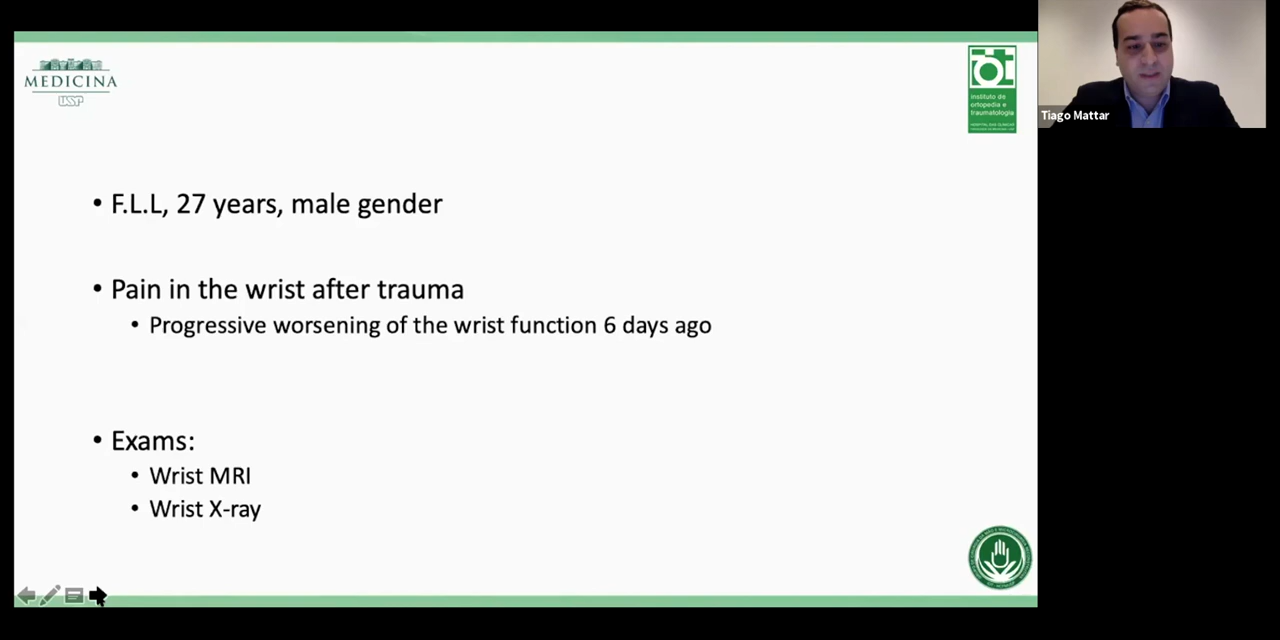 MEDICINA
USP
instituto de
ortopedia e
traumatologia
Tiago Mattar
• F.L.L, 27 years, male gender
• Pain in the wrist after trauma
• Progressive worsening of the wrist function 6 days ago
• Exams:
• Wrist MRI
• Wrist X-ray